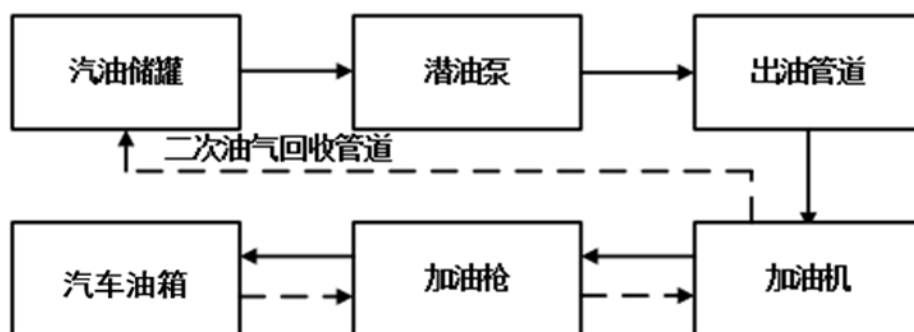 汽油储罐
潜油泵
出油管道
二次油气回收管道
汽车油箱
加油枪
加油机